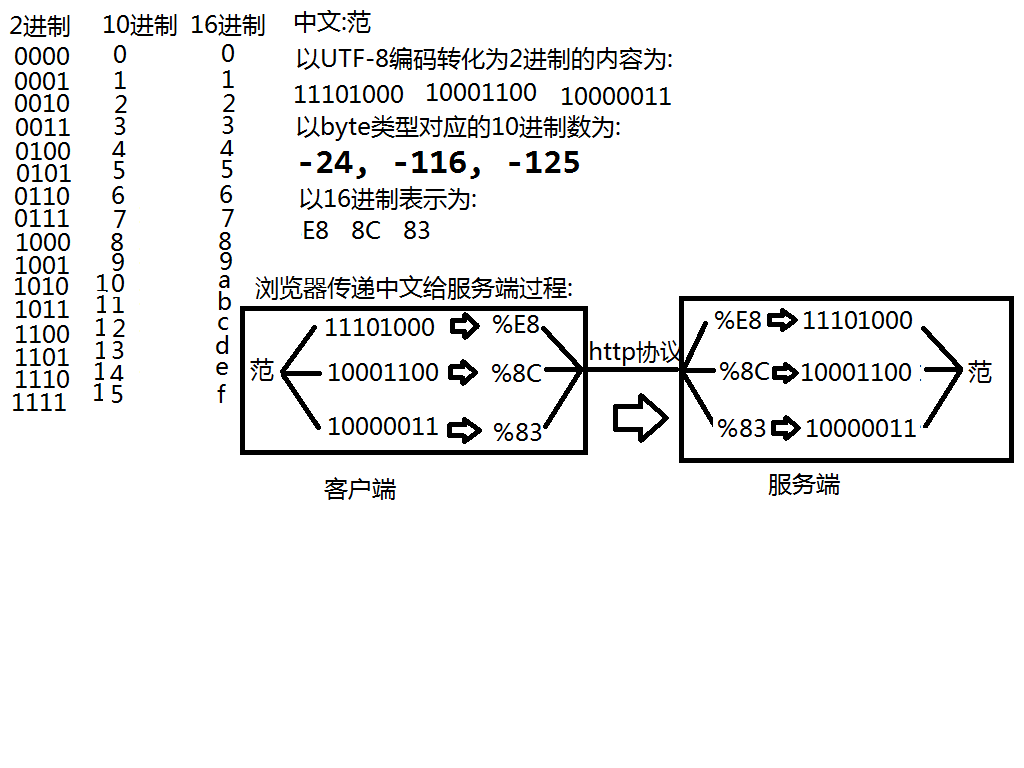 2进制 10进制 16进制
0000 0 0
0001 1 1
0010 2 2
0011 3 3
0100 4 4
0101 5 5
0110 6 6
0111 7 7
1000 8 8
1001 9 9
1010 10 a
1011 11 b
1100 12 c
1101 13 d
1110 14 e
1111 15 f
中文:范
以UTF-8编码转化为2进制的内容为:
11101000 10001100 10000011
以byte类型对应的10进制数为:
-24, -116, -125
以16进制表示为:
E8 8C 83
浏览器传递中文给服务端过程:
范
11101000 %E8
10001100 %8C
10000011 %83
客户端
http协议
%E8 11101000
%8C 10001100
%83 10000011
范
服务端